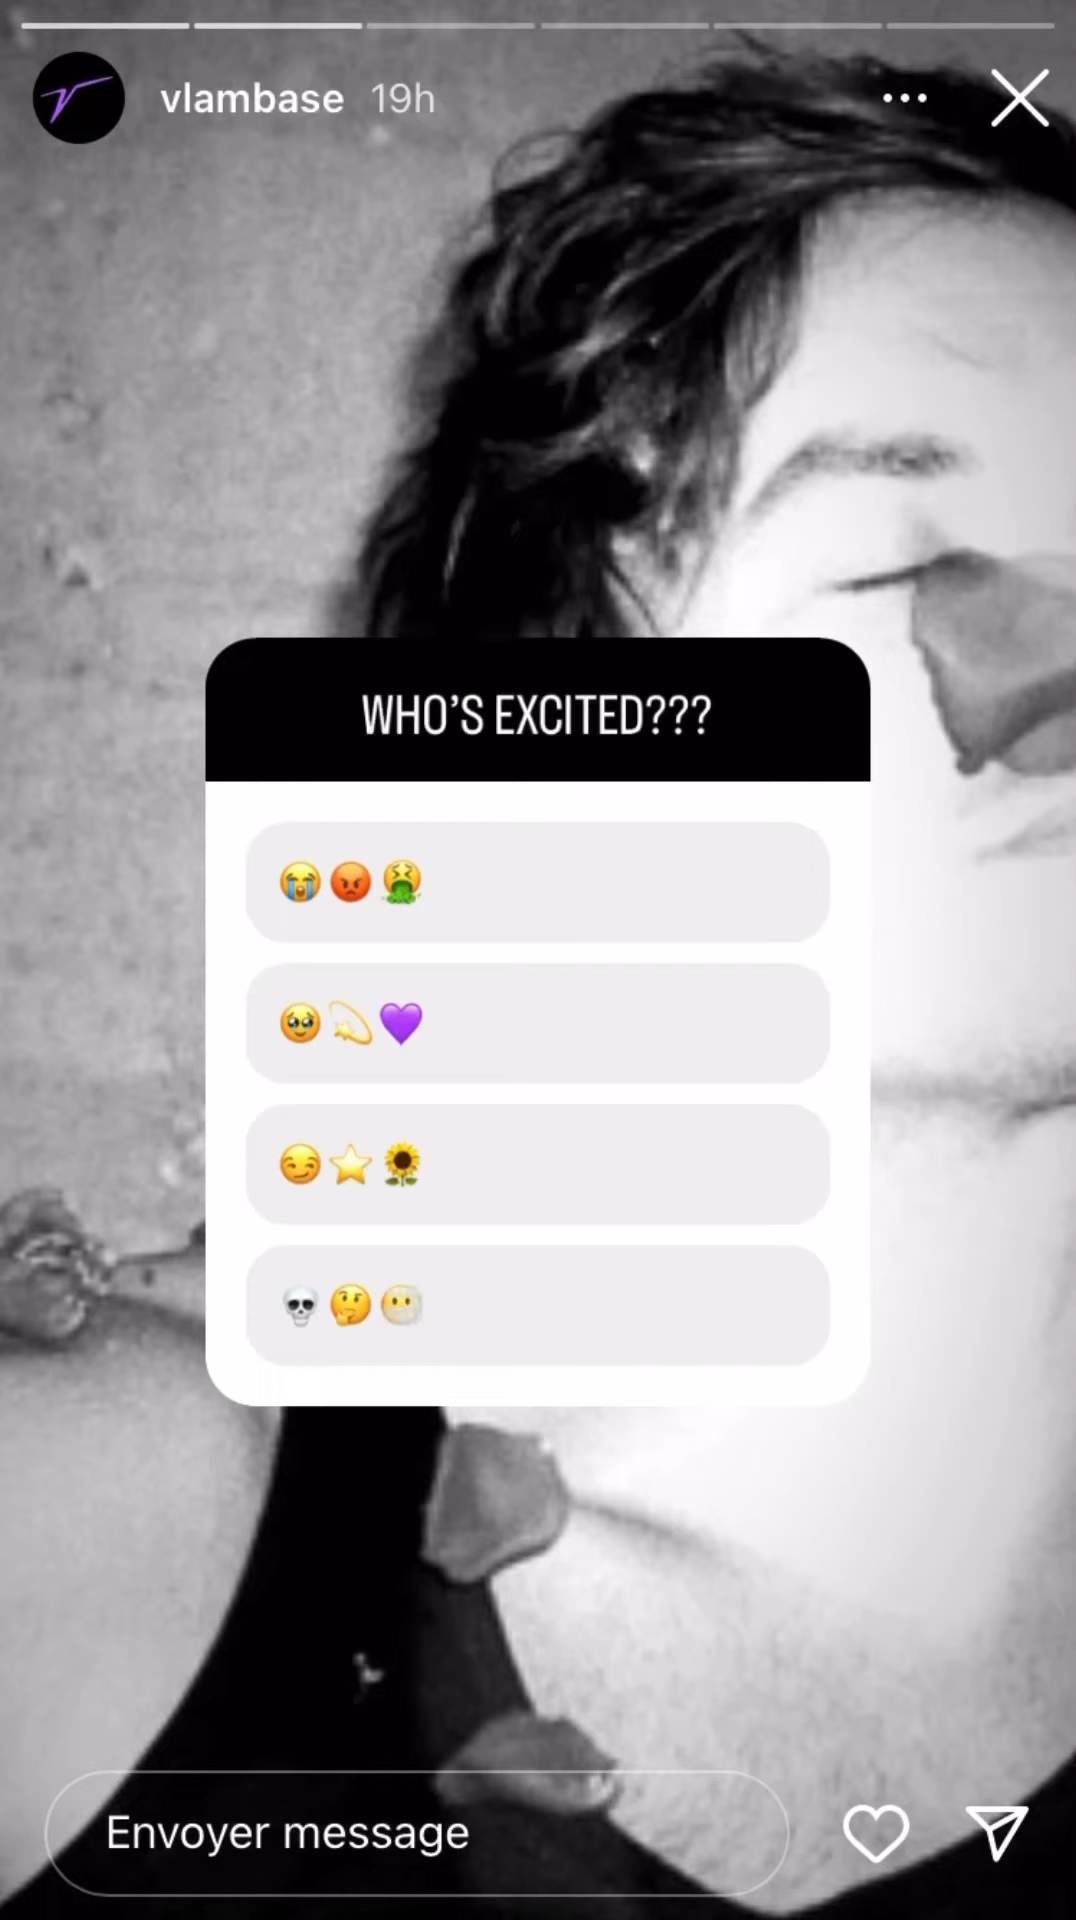 vlambase 19h
WHO'S EXCITED???
😭😡🤮
🥹💫💜
😏⭐🌻
💀🤔😶‍🌫️
Envoyer message